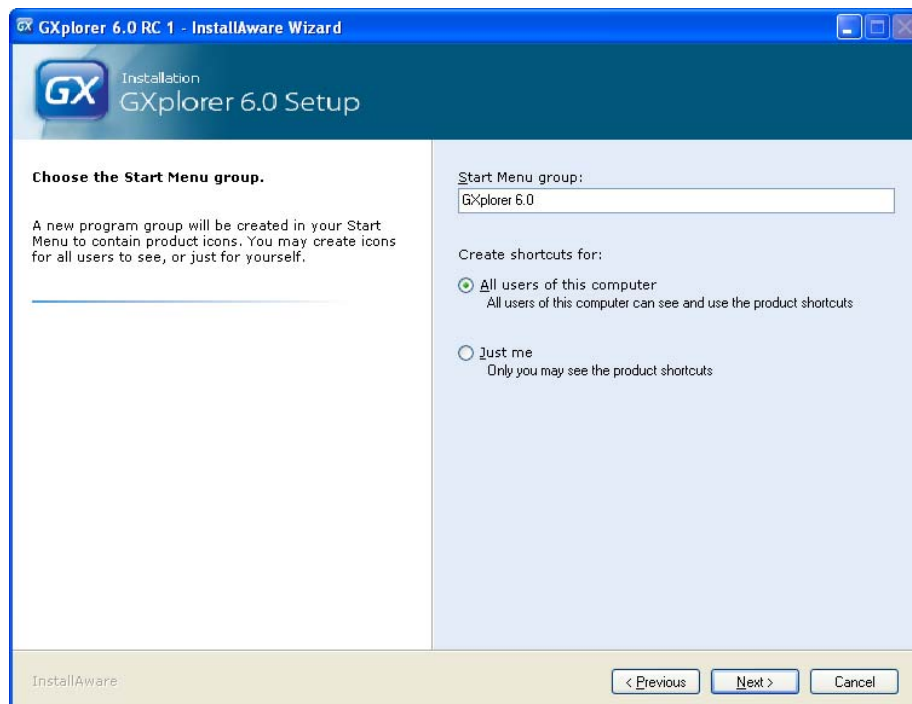 GX GXplorer 6.0 RC 1 - InstallAware Wizard
GX
Installation
GXplorer 6.0 Setup
Choose the Start Menu group.
A new program group will be created in your Start
Menu to contain product icons. You may create icons
for all users to see, or just for yourself.
Start Menu group:
GXplorer 6.0
Create shortcuts for:
All users of this computer
All users of this computer can see and use the product shortcuts
Just me
Only you may see the product shortcuts
InstallAware
< Previous
Next >
Cancel